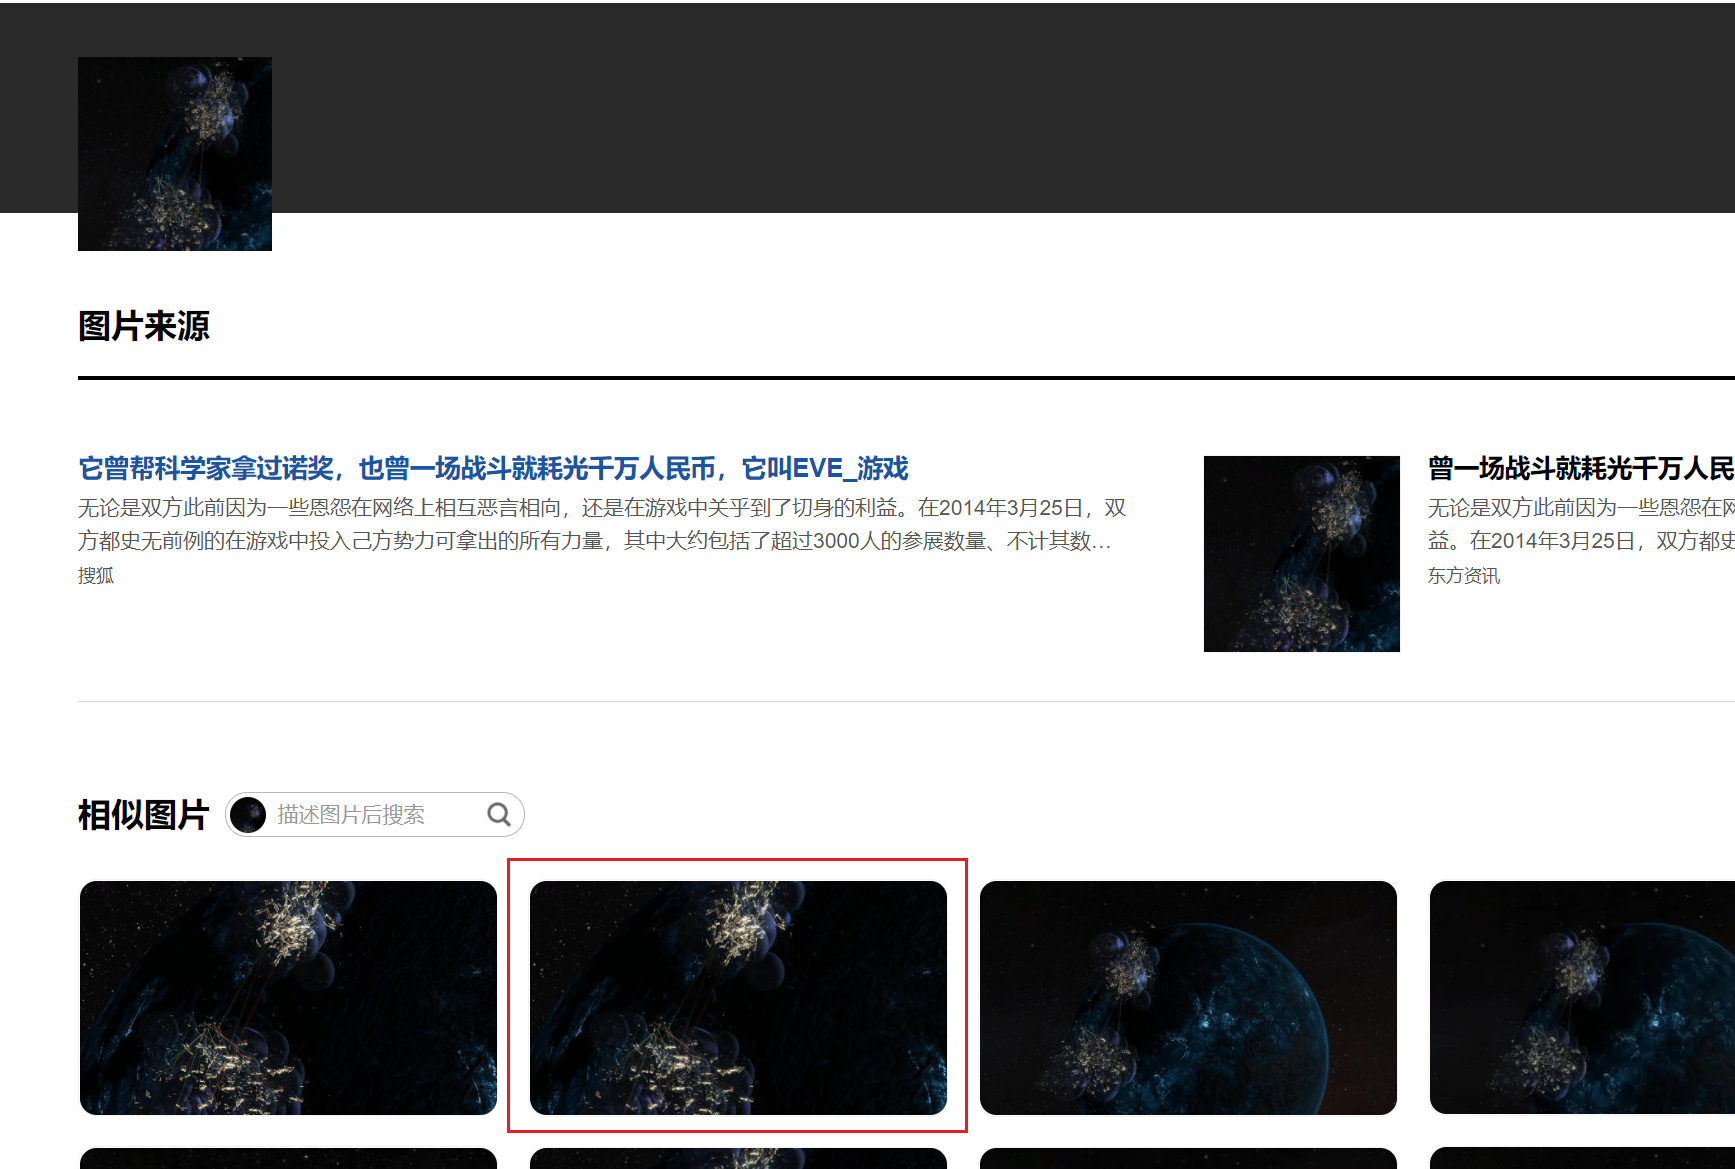 图片来源
它曾帮科学家拿过诺奖，也曾一场战斗就耗光千万人民币，它叫EVE_游戏
无论是双方此前因为一些恩怨在网络上相互恶言相向，还是在游戏中关乎到了切身的利益。在2014年3月25日，双
方都史无前例的在游戏中投入己方势力可拿出的所有力量，其中大约包括了超过3000人的参展数量、不计其数...
搜狐
曾一场战斗就耗光千万人民
无论是双方此前因为一些恩怨在网
益。在2014年3月25日，双方都史
东方资讯
相似图片
描述图片后搜索